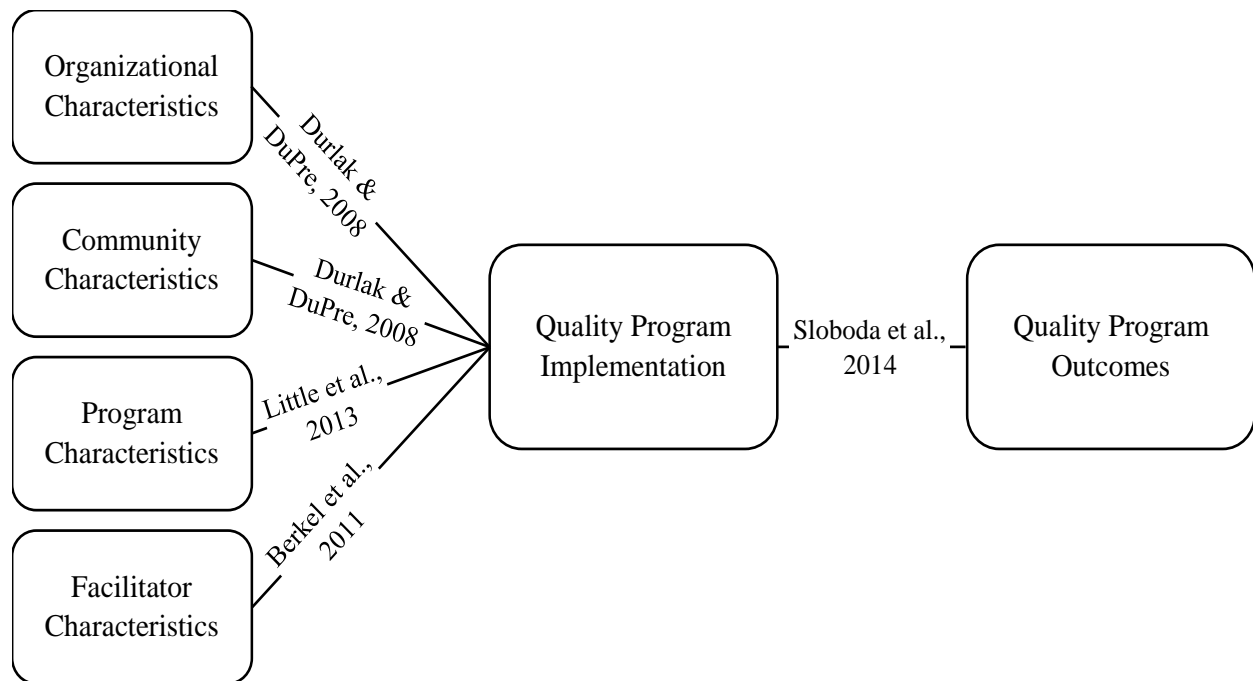 Organizational
Characteristics
Durlak &
DuPre, 2008
Community
Characteristics
Durlak &
DuPre, 2008
Quality Program
Implementation
Sloboda et al.,
2014
Quality Program
Outcomes
Program
Characteristics
Little et al.,
2013
Facilitator
Characteristics
Berkel et al.,
2011